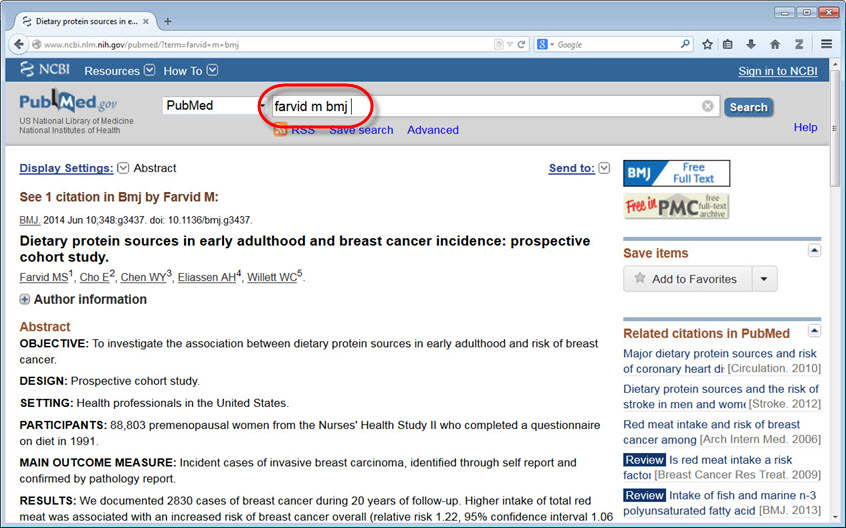 Dietary protein sources in e...
www.ncbi.nlm.nih.gov/pubmed/?term=farvid+m+bmj
Google
NCBI Resources How To Sign in to NCBI
PubMed.gov
US National Library of Medicine
National Institutes of Health
PubMed
farvid m bmj
Search
RSS Save search Advanced
Help
Display Settings: Abstract
Send to:
See 1 citation in Bmj by Farvid M:
BMJ. 2014 Jun 10;348:g3437. doi: 10.1136/bmj.g3437.
Dietary protein sources in early adulthood and breast cancer incidence: prospective
cohort study.
Farvid MS1, Cho E2, Chen WY3, Eliassen AH4, Willett WC5.
Author information
Abstract
OBJECTIVE: To investigate the association between dietary protein sources in early adulthood and risk of breast
cancer.
DESIGN: Prospective cohort study.
SETTING: Health professionals in the United States.
PARTICIPANTS: 88,803 premenopausal women from the Nurses' Health Study II who completed a questionnaire
on diet in 1991.
MAIN OUTCOME MEASURE: Incident cases of invasive breast carcinoma, identified through self report and
confirmed by pathology report.
RESULTS: We documented 2830 cases of breast cancer during 20 years of follow-up. Higher intake of total red
meat was associated with an increased risk of breast cancer overall (relative risk 1.22, 95% confidence interval 1.06
BMJ Free
Full Text
Free in PMC free
full-text
archive
Save items
Add to Favorites
Related citations in PubMed
Major dietary protein sources and risk
of coronary heart di [Circulation. 2010]
Dietary protein sources and the risk of
stroke in men and wome [Stroke. 2012]
Red meat intake and risk of breast
cancer among [Arch Intern Med. 2006]
Review Is red meat intake a risk
factor [Breast Cancer Res Treat. 2009]
Review Intake of fish and marine n-3
polyunsaturated fatty acid [BMJ. 2013]